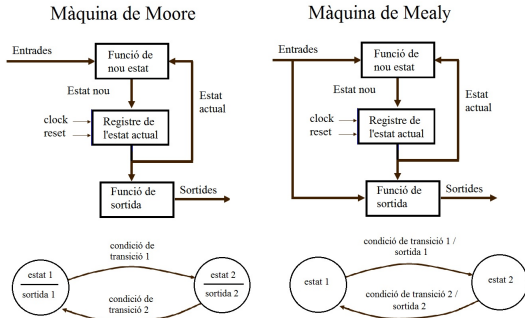 Màquina de Moore
Entrades
Funció de
nou estat
Estat nou
Estat
actual
clock
reset
Registre de
l'estat actual
Funció de
sortida
Sortides
condició de
transició 1
estat 1
sortida 1
estat 2
sortida 2
condició de
transició 2
Màquina de Mealy
Entrades
Funció de
nou estat
Estat nou
Estat
actual
clock
reset
Registre de
l'estat actual
Funció de
sortida
Sortides
condició de transició 1 /
sortida 1
estat 1
estat 2
condició de transició 2 /
sortida 2